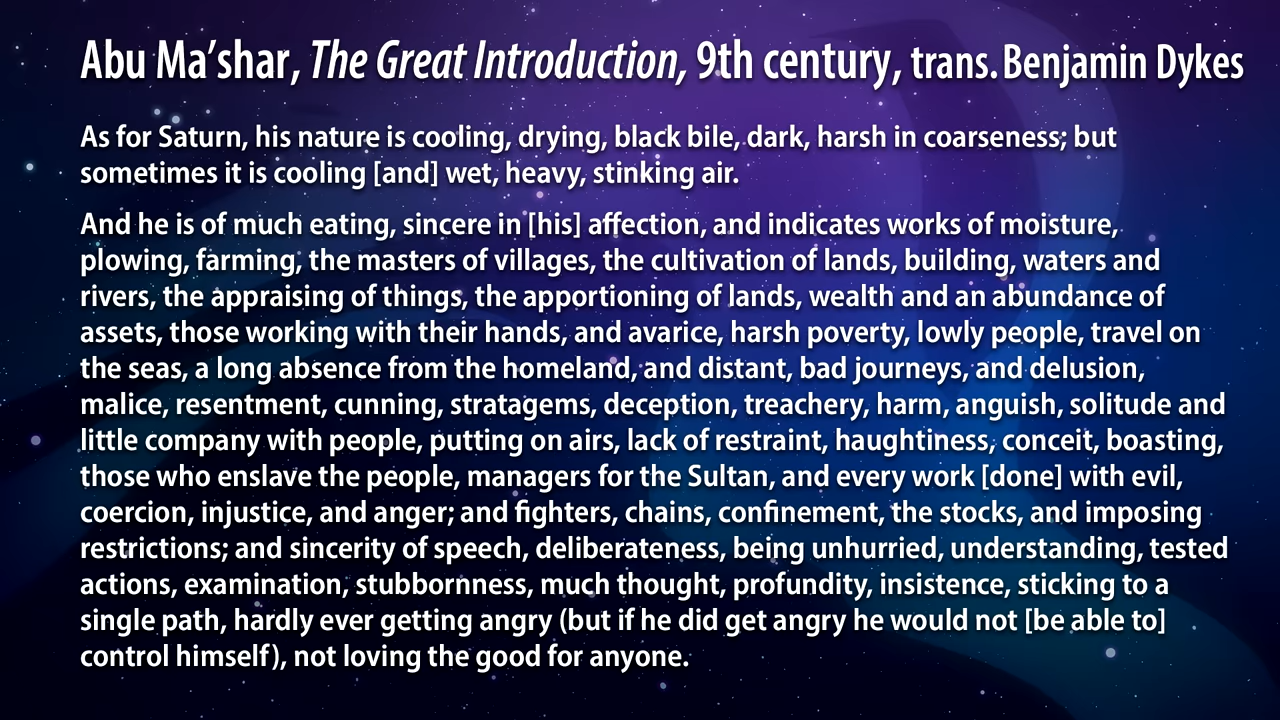 Abu Ma’shar, The Great Introduction, 9th century, trans. Benjamin Dykes
As for Saturn, his nature is cooling, drying, black bile, dark, harsh in coarseness; but
sometimes it is cooling [and] wet, heavy, stinking air.
And he is of much eating, sincere in [his] affection, and indicates works of moisture,
plowing, farming, the masters of villages, the cultivation of lands, building, waters and
rivers, the appraising of things, the apportioning of lands, wealth and an abundance of
assets, those working with their hands, and avarice, harsh poverty, lowly people, travel on
the seas, a long absence from the homeland, and distant, bad journeys, and delusion,
malice, resentment, cunning, stratagems, deception, treachery, harm, anguish, solitude and
little company with people, putting on airs, lack of restraint, haughtiness, conceit, boasting,
those who enslave the people, managers for the Sultan, and every work [done] with evil,
coercion, injustice, and anger; and fighters, chains, confinement, the stocks, and imposing
restrictions; and sincerity of speech, deliberateness, being unhurried, understanding, tested
actions, examination, stubbornness, much thought, profundity, insistence, sticking to a
single path, hardly ever getting angry (but if he did get angry he would not [be able to]
control himself), not loving the good for anyone.